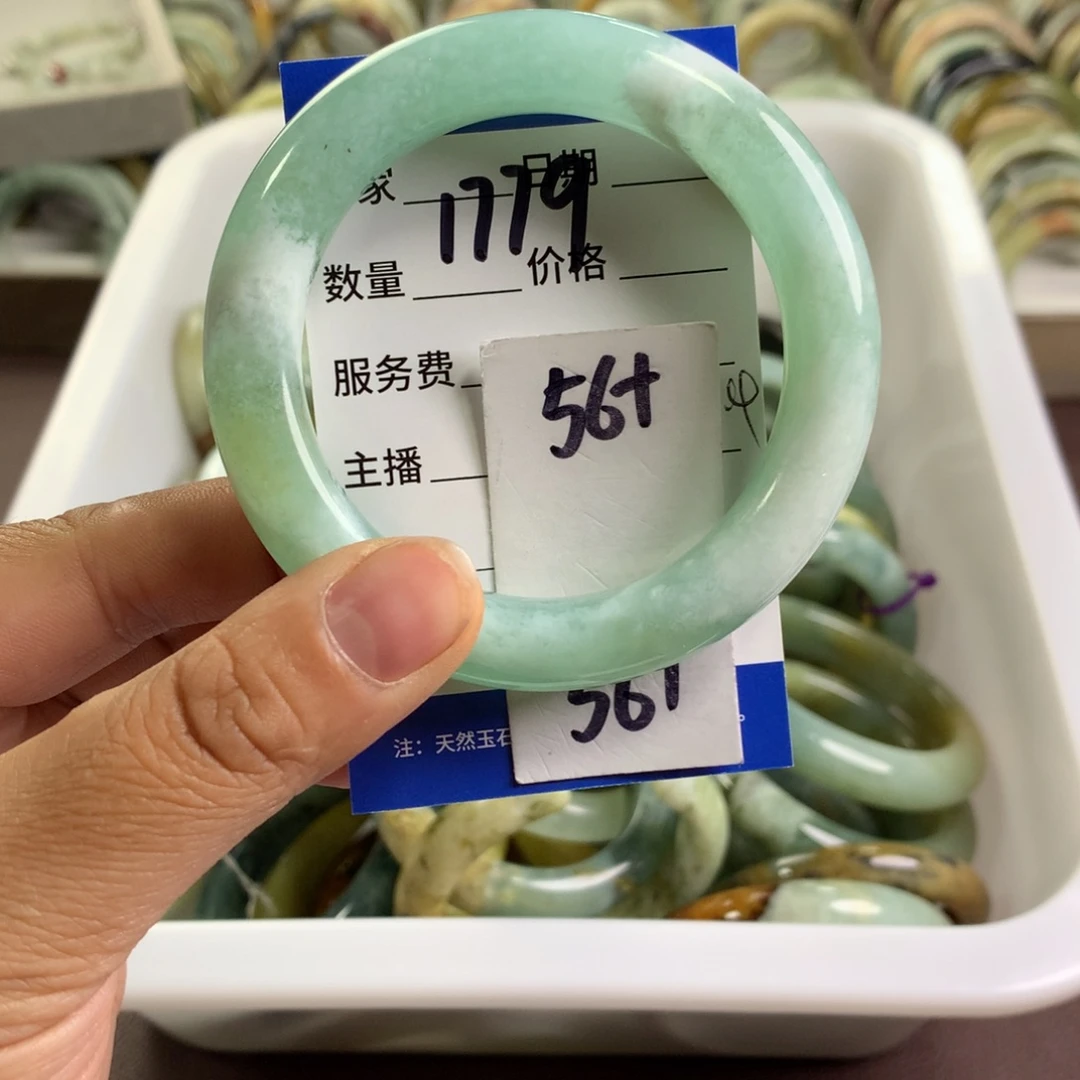 家 日期
1779
数量 价格
服务费
56+
主播
56+
注：天然玉石